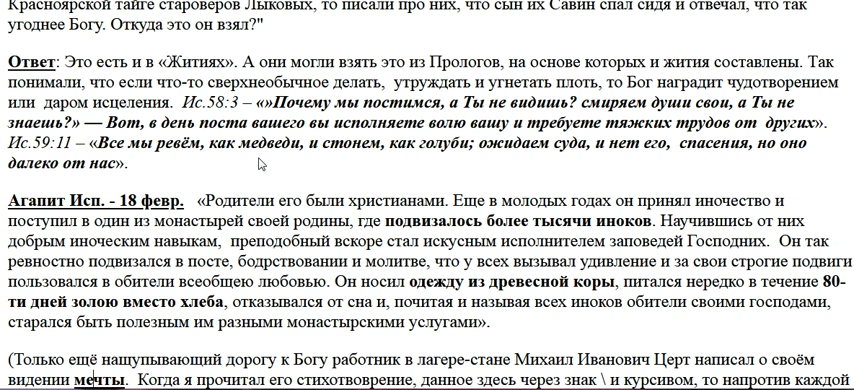 Красноярской тайге староверов Лыковых, то писали про них, что сын их Савин спал сидя и отвечал, что так
угоднее Богу. Откуда это он взял?"
Ответ: Это есть и в «Житиях». А они могли взять это из Прологов, на основе которых и жития составлены. Так
понимали, что если что-то сверхнеобычное делать, утруждать и угнетать плоть, то Бог наградит чудотворением
или даром исцеления. Ис.58:3 – «»Почему мы постимся, а Ты не видишь? смиряем души свои, а Ты не
знаешь?» — Вот, в день поста вашего вы исполняете волю вашу и требуете тяжких трудов от других».
Ис.59:11 – «Все мы ревём, как медведи, и стонем, как голуби; ожидаем суда, и нет его, спасения, но оно
далеко от нас».
Агапит Исп. - 18 февр. «Родители его были христианами. Еще в молодых годах он принял иночество и
поступил в один из монастырей своей родины, где подвизалось более тысячи иноков. Научившись от них
добрым иноческим навыкам, преподобный вскоре стал искусным исполнителем заповедей Господних. Он так
ревностно подвизался в посте, бодрствовании и молитве, что у всех вызывал удивление и за свои строгие подвиги
пользовался в обители всеобщею любовью. Он носил одежду из древесной коры, питался нередко в течение 80-
ти дней золою вместо хлеба, отказывался от сна и, почитая и называя всех иноков обители своими господами,
старался быть полезным им разными монастырскими услугами».
(Только ещё нащупывающий дорогу к Богу работник в лагере-стане Михаил Иванович Церт написал о своём
видении мечты. Когда я прочитал его стихотоврение, данное здесь через знак \ и курсивом, то напротив каждой